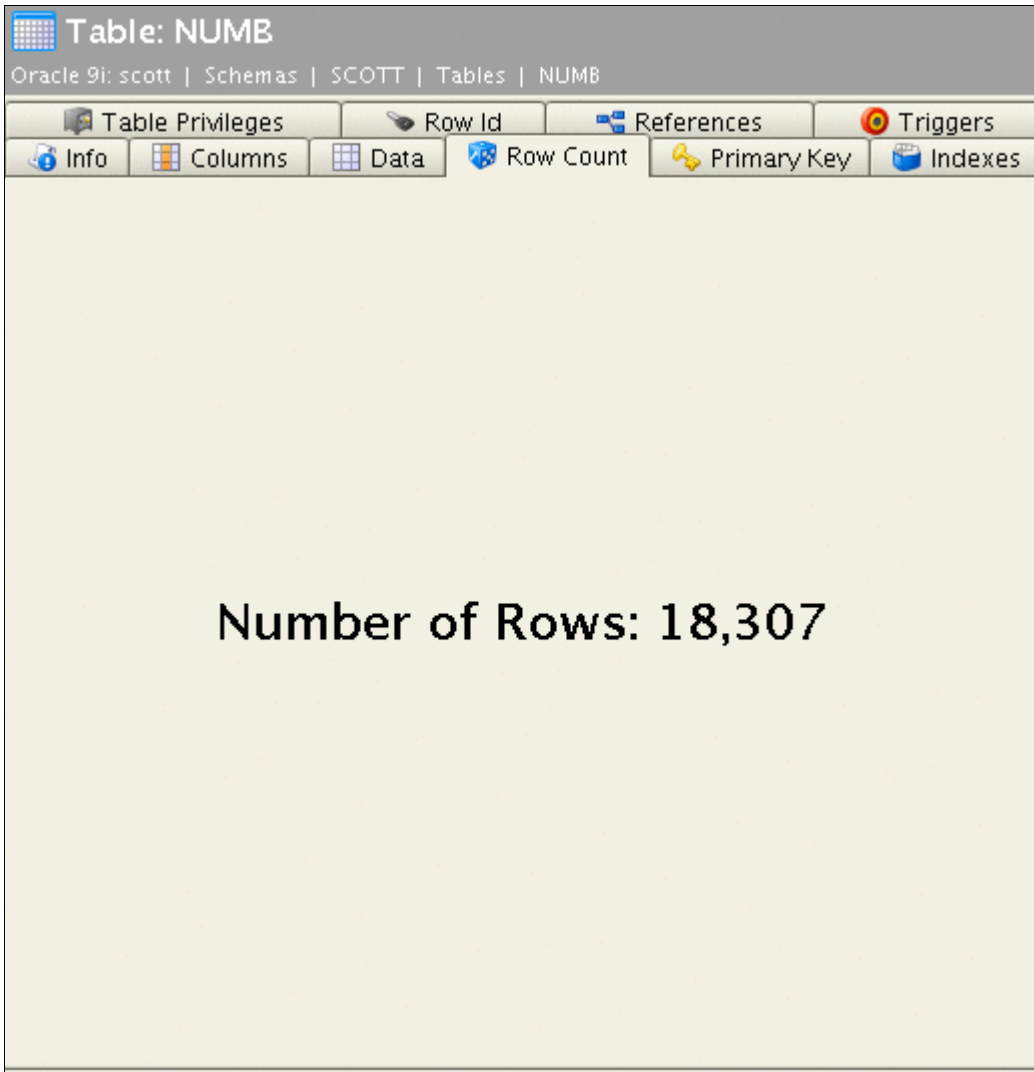 Table: NUMB
Oracle 9i: scott | Schemas | SCOTT | Tables | NUMB
Table Privileges Row Id References Triggers
Info Columns Data Row Count Primary Key Indexes
Number of Rows: 18,307